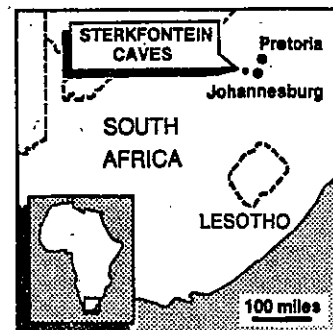 STERKFONTEIN
CAVES
Pretoria
Johannesburg
SOUTH
AFRICA
LESOTHO
100 miles